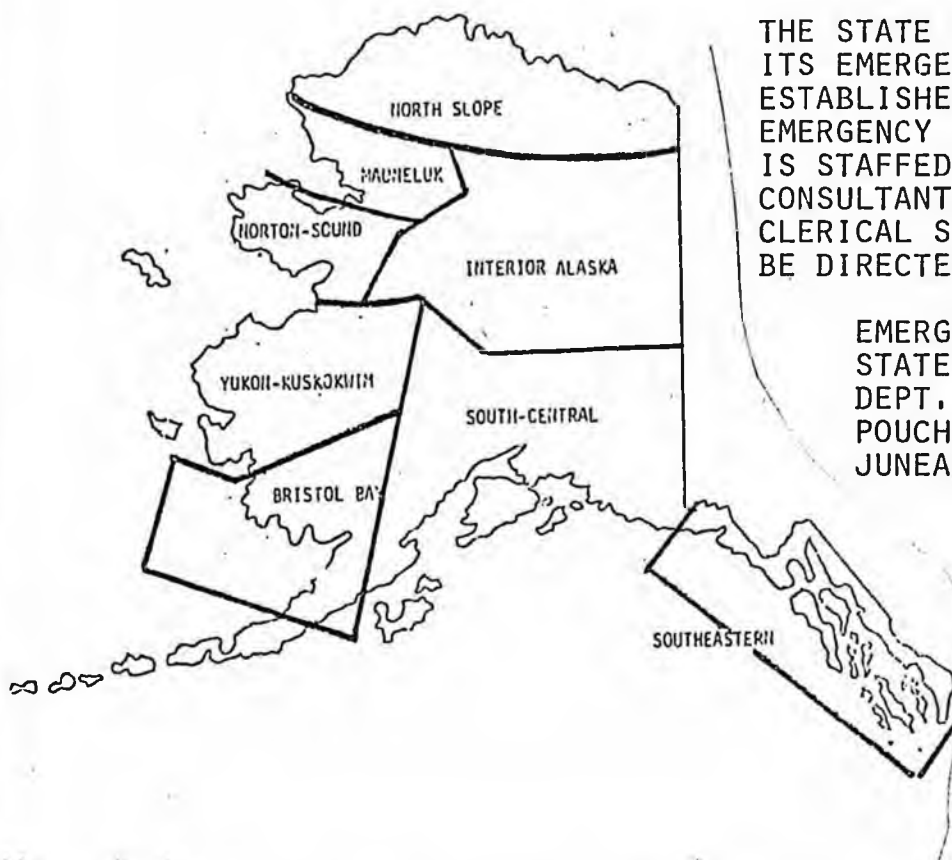 THE STATE
ITS EMERGE
ESTABLISHE
EMERGENCY
IS STAFFED
CONSULTANT
CLERICAL S
BE DIRECTE
EMERG
STATE
DEPT.
POUCH
JUNEA
NORTH SLOPE
MAUNELUK
NORTON-SOUND
INTERIOR ALASKA
YUKON-KUSKOKWIM
SOUTH-CENTRAL
BRISTOL BAY
SOUTHEASTERN